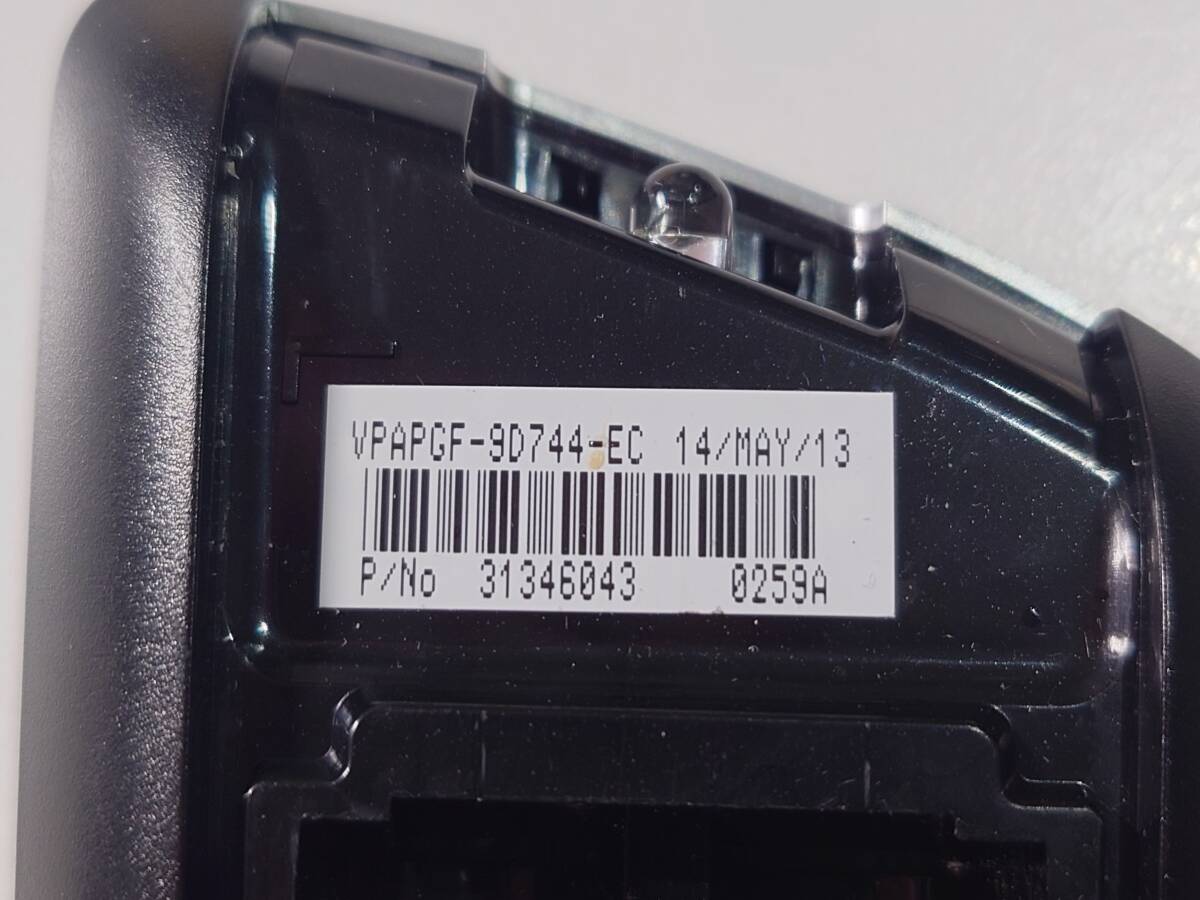 VPAPGF-9D744-EC 14/MAY/13
P/No 31346043 0259A